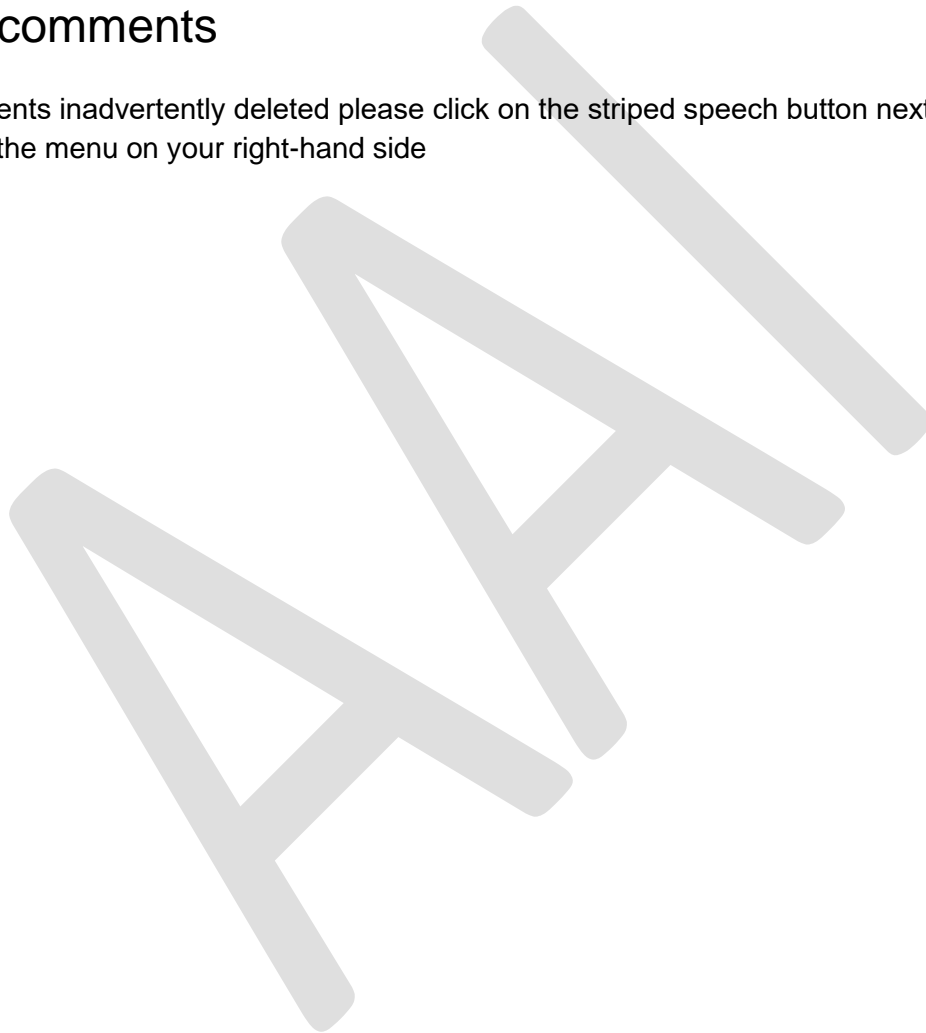 comments
ents inadvertently deleted please click on the striped speech button next
the menu on your right-hand side
AAI